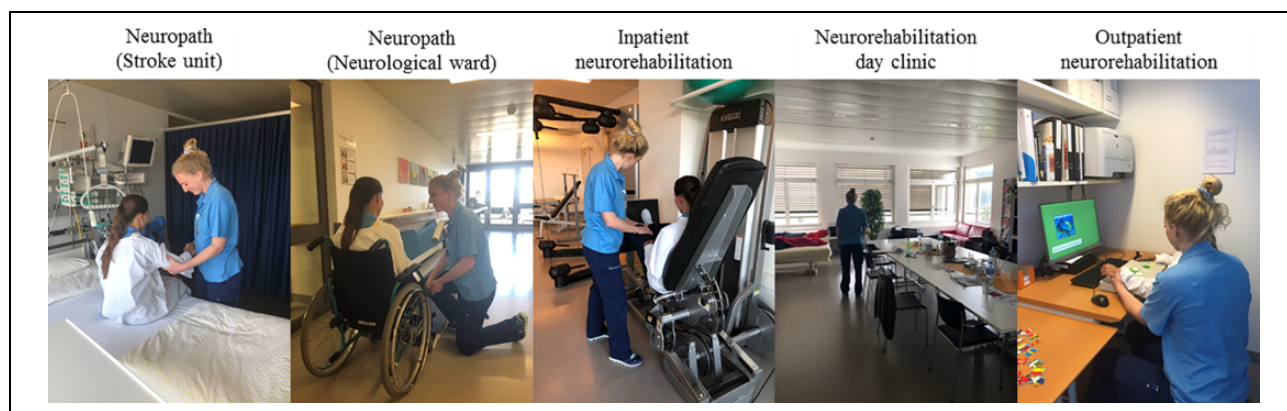 Neuropath
(Stroke unit)
Neuropath
(Neurological ward)
Inpatient
neurorehabilitation
Neurorehabilitation
day clinic
Outpatient
neurorehabilitation